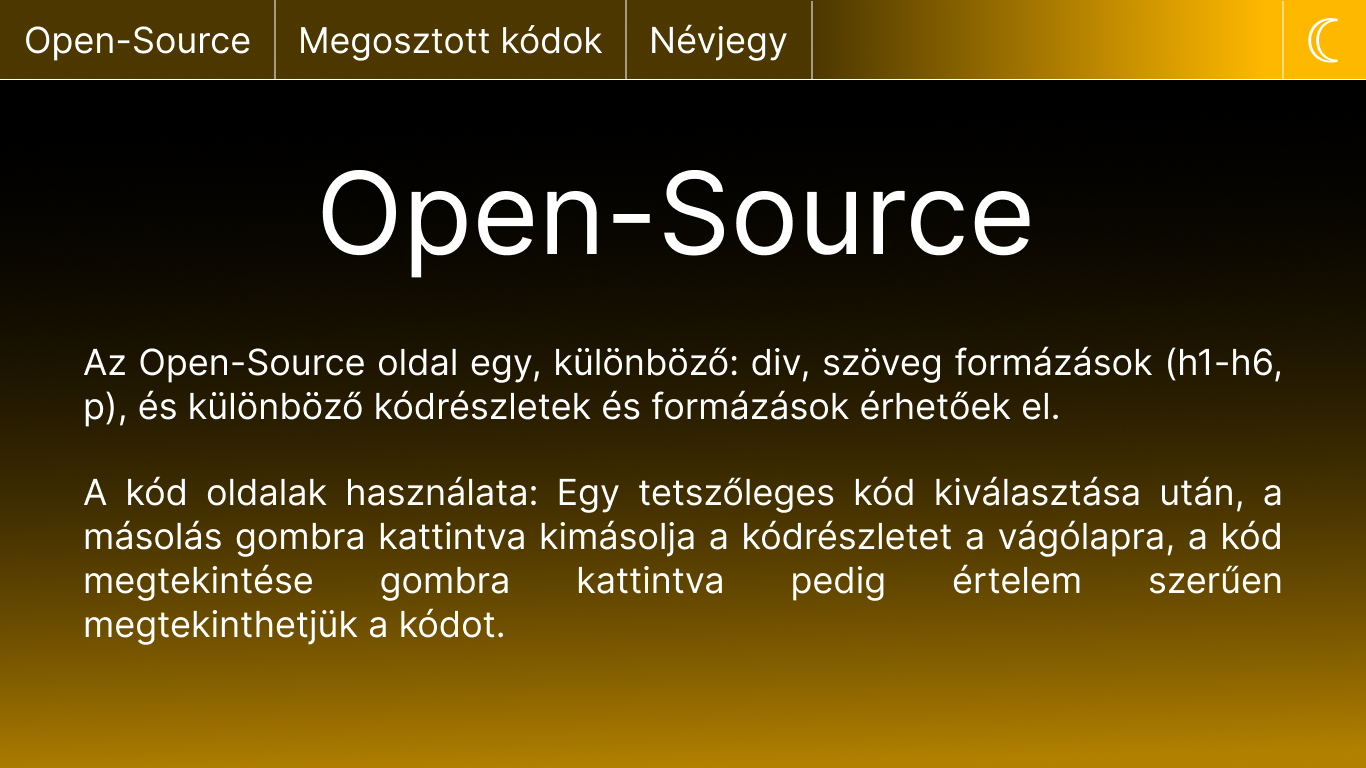 Open-Source
Megosztott kódok
Névjegy
Open-Source
Az Open-Source oldal egy, különböző: div, szöveg formázások (h1-h6,
p), és különböző kódrészletek és formázások érhetőek el.
A kód oldalak használata: Egy tetszőleges kód kiválasztása után, a
másolás gombra kattintva kimásolja a kódrészletet a vágólapra, a kód
megtekintése gombra kattintva pedig értelem szerűen
megtekinthetjük a kódot.